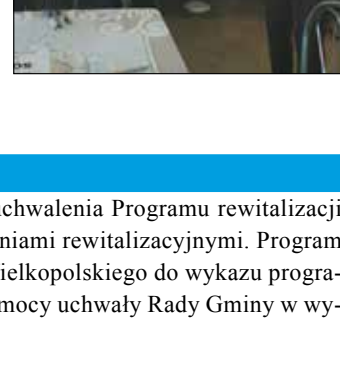 uchwalenia Programu rewitalizacji
niami rewitalizacyjnymi. Program
ielkopolskiego do wykazu progra-
mocy uchwały Rady Gminy w wy-